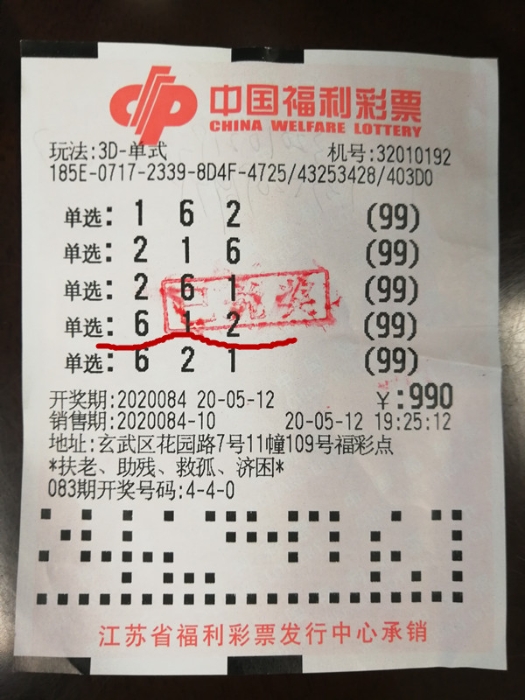 中国福利彩票
CHINA WELFARE LOTTERY
玩法:3D-单式 机号:32010192
185E-0717-2339-8D4F-4725/43253428/403D0
单选: 1 6 2 (99)
单选: 2 1 6 (99)
单选: 2 6 1 (99)
已兑奖
单选: 6 1 2 (99)
单选: 6 2 1 (99)
开奖期:2020084 20-05-12 ¥:990
销售期:2020084-10 20-05-12 19:25:12
地址:玄武区花园路7号11幢109号福彩点
*扶老、助残、救孤、济困*
083期开奖号码:4-4-0
江苏省福利彩票发行中心承销